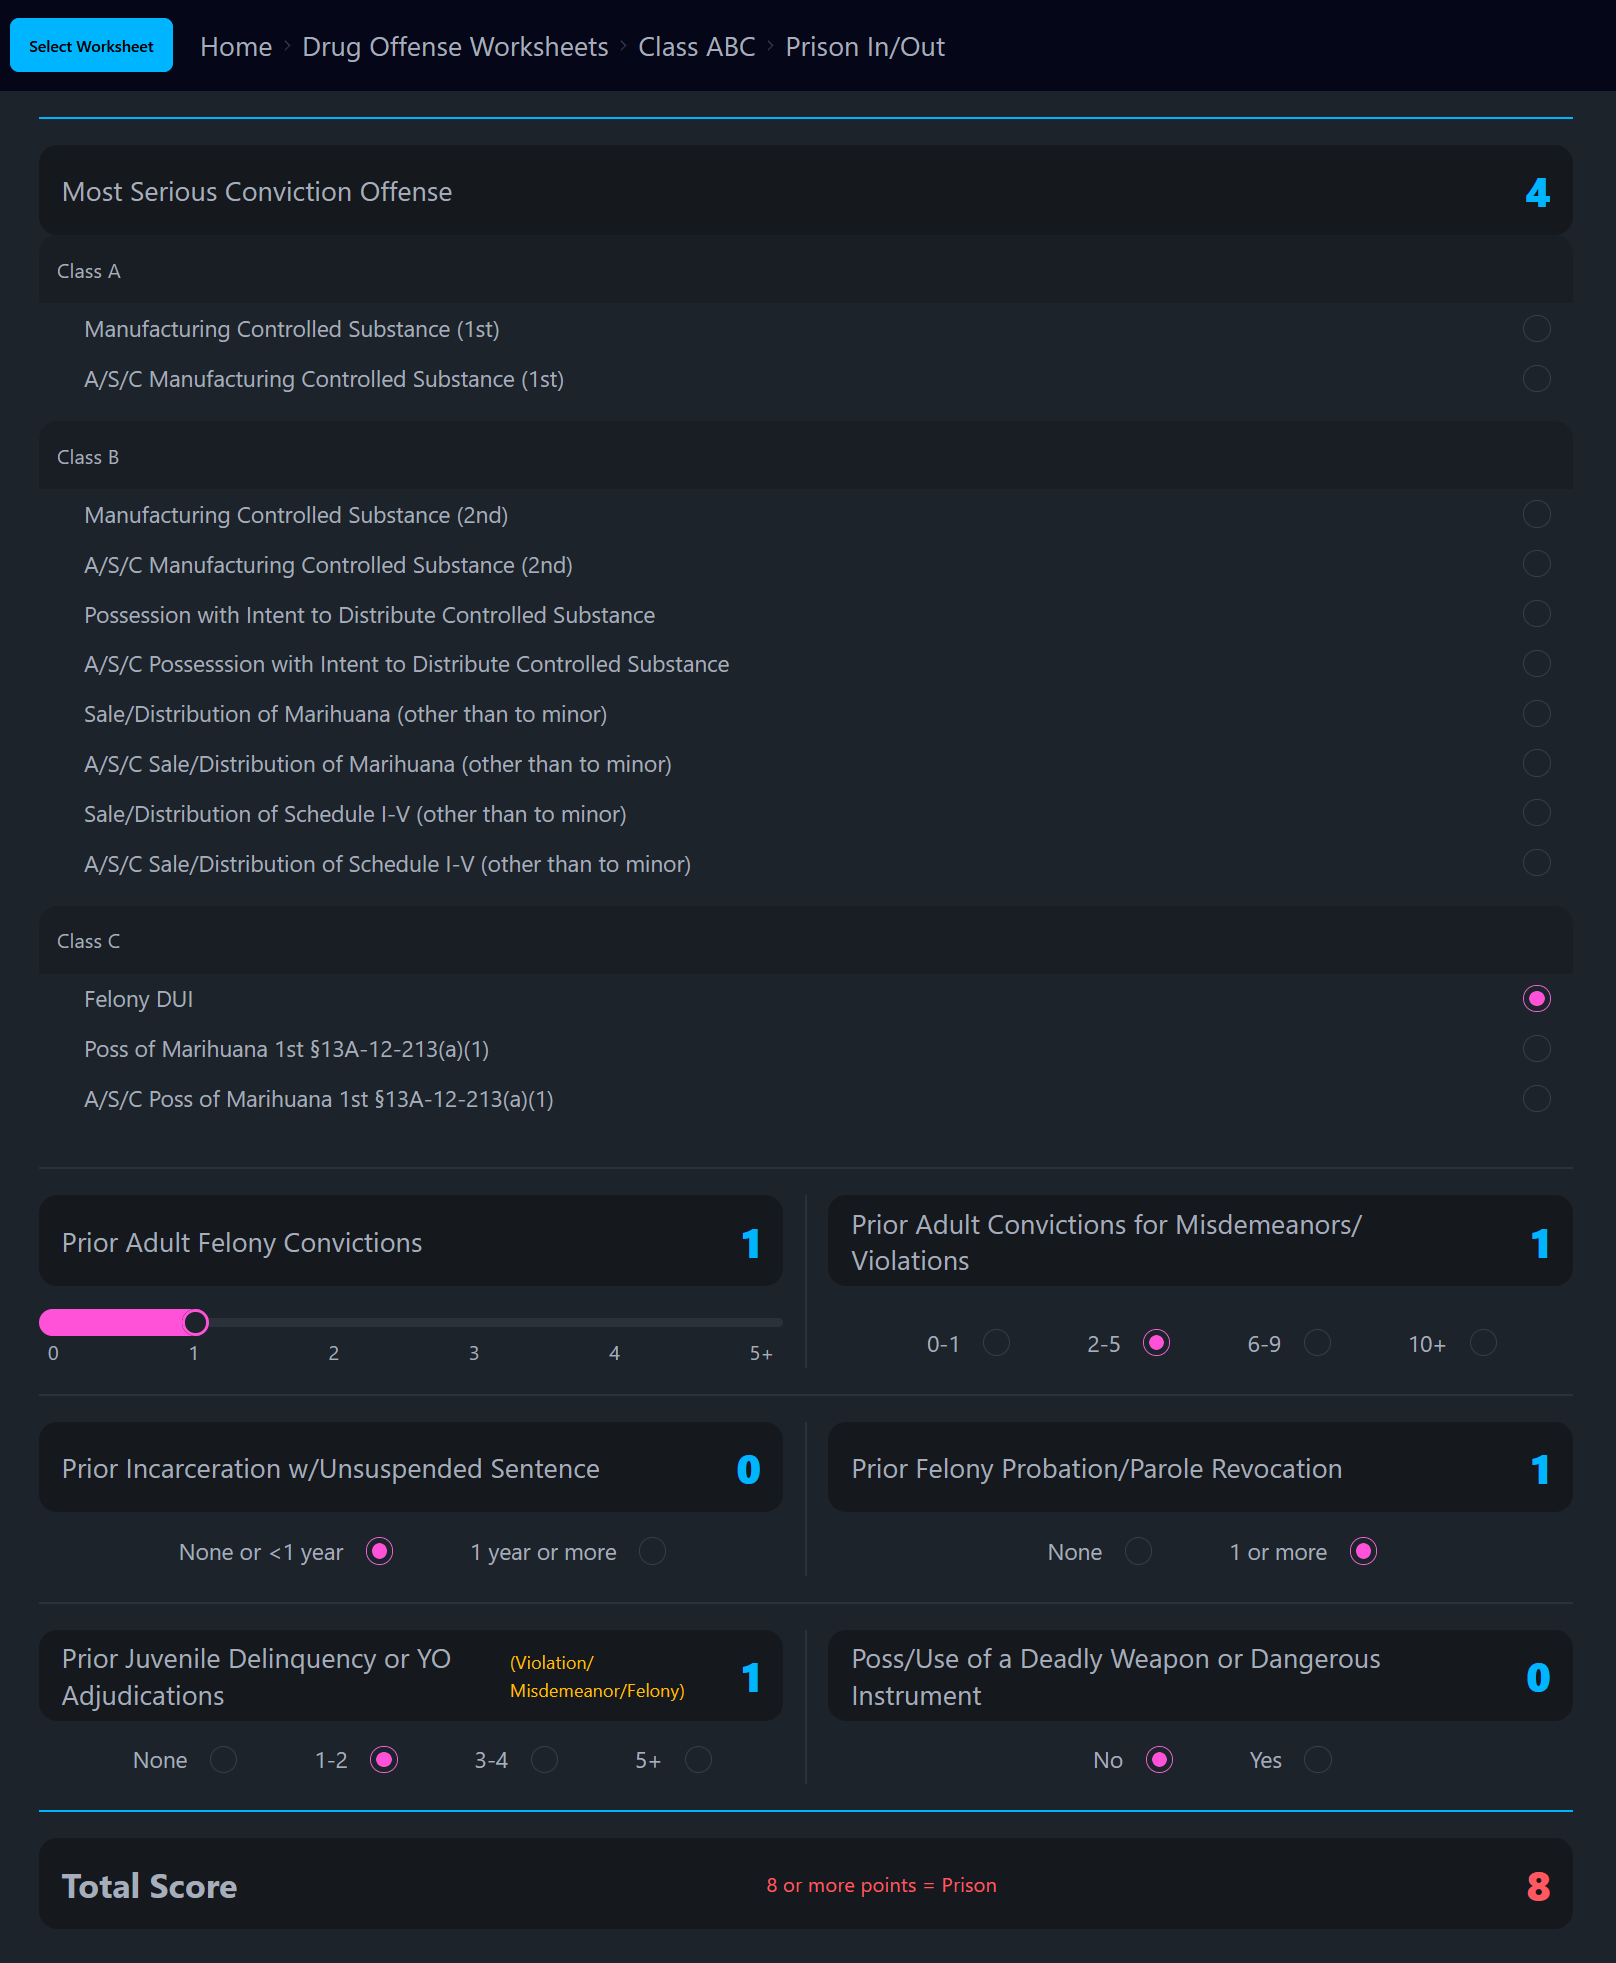 Select Worksheet
Home › Drug Offense Worksheets › Class ABC › Prison In/Out
Most Serious Conviction Offense 4
Class A
Manufacturing Controlled Substance (1st)
A/S/C Manufacturing Controlled Substance (1st)
Class B
Manufacturing Controlled Substance (2nd)
A/S/C Manufacturing Controlled Substance (2nd)
Possession with Intent to Distribute Controlled Substance
A/S/C Possesssion with Intent to Distribute Controlled Substance
Sale/Distribution of Marihuana (other than to minor)
A/S/C Sale/Distribution of Marihuana (other than to minor)
Sale/Distribution of Schedule I-V (other than to minor)
A/S/C Sale/Distribution of Schedule I-V (other than to minor)
Class C
Felony DUI
Poss of Marihuana 1st §13A-12-213(a)(1)
A/S/C Poss of Marihuana 1st §13A-12-213(a)(1)
Prior Adult Felony Convictions 1
0 1 2 3 4 5+
Prior Adult Convictions for Misdemeanors/
Violations 1
0-1 2-5 6-9 10+
Prior Incarceration w/Unsuspended Sentence 0
None or <1 year 1 year or more
Prior Felony Probation/Parole Revocation 1
None 1 or more
Prior Juvenile Delinquency or YO
Adjudications
(Violation/
Misdemeanor/Felony)
1
None 1-2 3-4 5+
Poss/Use of a Deadly Weapon or Dangerous
Instrument 0
No Yes
Total Score 8 or more points = Prison 8